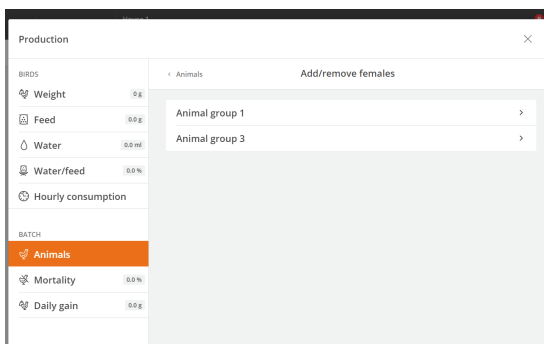 Production
BIRDS
Weight 0 g
Feed 0.0 g
Water 0.0 ml
Water/feed 0.0 %
Hourly consumption
BATCH
Animals
Mortality 0.0 %
Daily gain 0.0 g
Animals
Add/remove females
Animal group 1
Animal group 3